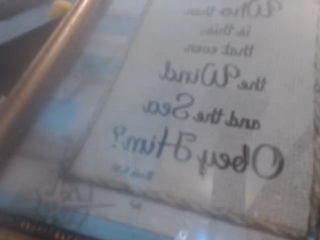 Who then
is this,
that even
the Wind
and the Sea
Obey Him?